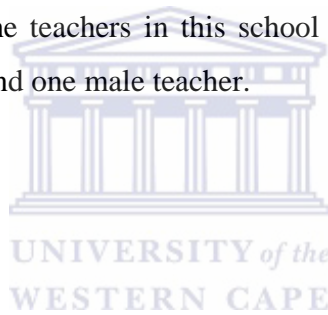 he teachers in this school
nd one male teacher.
UNIVERSITY of the
WESTERN CAPE